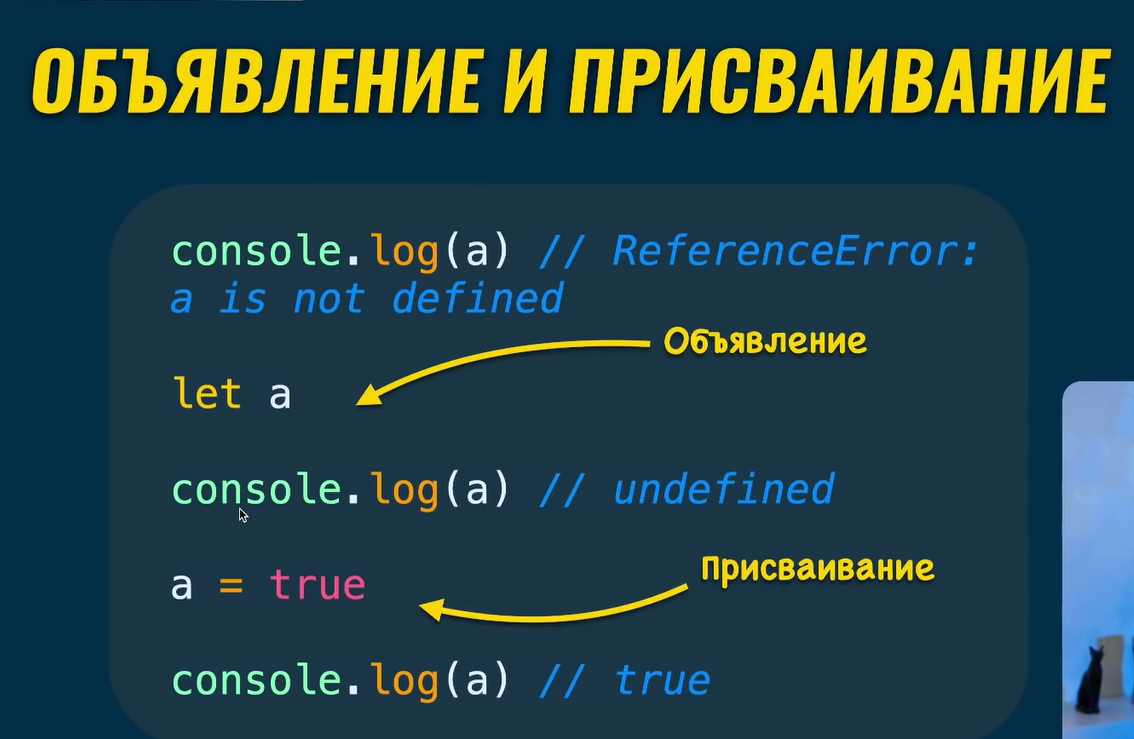 ОБЪЯВЛЕНИЕ И ПРИСВАИВАНИЕ
console.log(a) // ReferenceError:
a is not defined
Объявление
let a
console.log(a) // undefined
Присваивание
a = true
console.log(a) // true